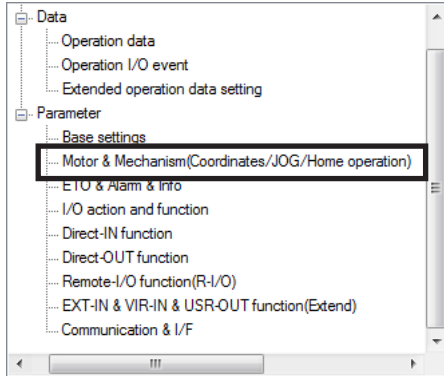 Data
Operation data
Operation I/O event
Extended operation data setting
Parameter
Base settings
Motor & Mechanism(Coordinates/JOG/Home operation)
ETO & Alarm & Info
I/O action and function
Direct-IN function
Direct-OUT function
Remote-I/O function(R-I/O)
EXT-IN & VIR-IN & USR-OUT function(Extend)
Communication & I/F